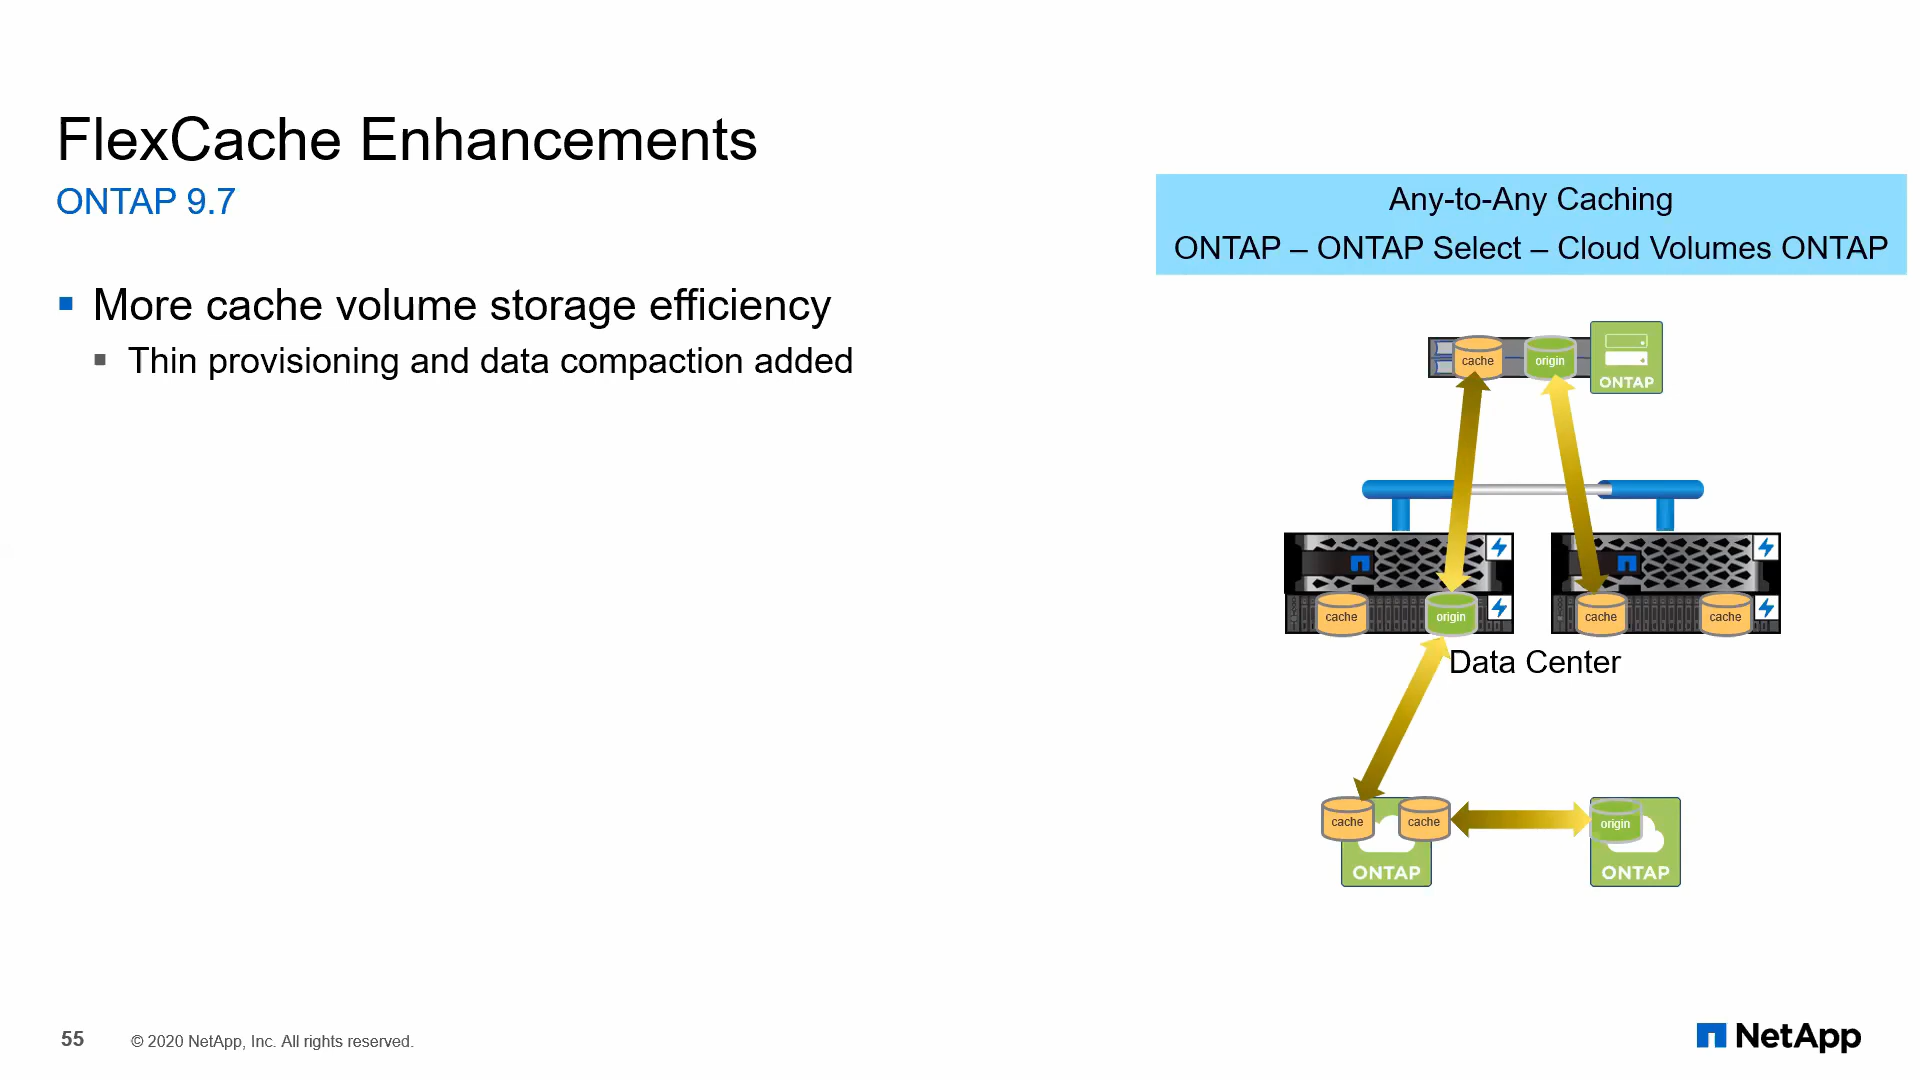 FlexCache Enhancements
ONTAP 9.7
Any-to-Any Caching
ONTAP – ONTAP Select – Cloud Volumes ONTAP
More cache volume storage efficiency
Thin provisioning and data compaction added
cache
origin
ONTAP
cache
origin
cache
cache
Data Center
cache
cache
origin
ONTAP
ONTAP
55
© 2020 NetApp, Inc. All rights reserved.
NetApp